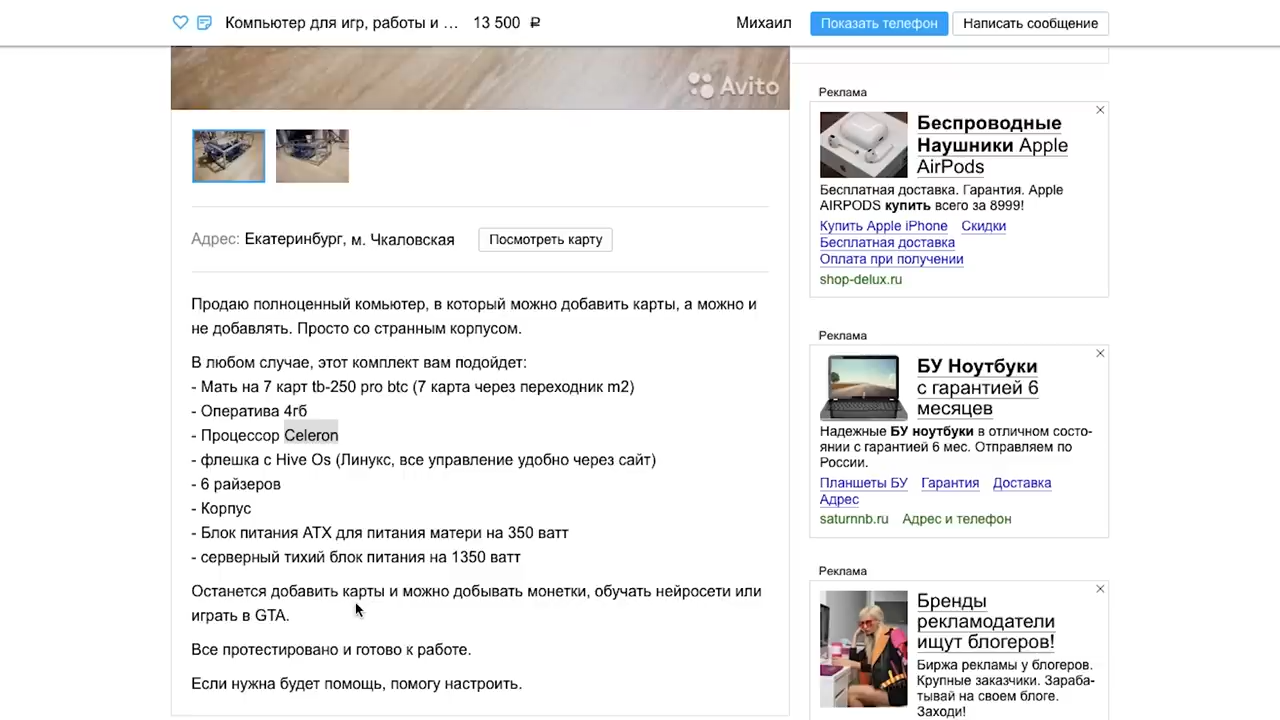 Компьютер для игр, работы и … 13 500 ₽ Михаил Показать телефон Написать сообщение
Avito
Адрес: Екатеринбург, м. Чкаловская Посмотреть карту
Продаю полноценный комьютер, в который можно добавить карты, а можно и
не добавлять. Просто со странным корпусом.
В любом случае, этот комплект вам подойдет:
- Мать на 7 карт tb-250 pro btc (7 карта через переходник m2)
- Оператива 4гб
- Процессор Celeron
- флешка с Hive Os (Линукс, все управление удобно через сайт)
- 6 райзеров
- Корпус
- Блок питания ATX для питания матери на 350 ватт
- серверный тихий блок питания на 1350 ватт
Останется добавить карты и можно добывать монетки, обучать нейросети или
играть в GTA.
Все протестировано и готово к работе.
Если нужна будет помощь, помогу настроить.
Реклама
Беспроводные
Наушники Apple
AirPods
Бесплатная доставка. Гарантия. Apple
AIRPODS купить всего за 8999!
Купить Apple iPhone Скидки
Бесплатная доставка
Оплата при получении
shop-delux.ru
Реклама
БУ Ноутбуки
с гарантией 6
месяцев
Надежные БУ ноутбуки в отличном состо-
янии с гарантией 6 мес. Отправляем по
России.
Планшеты БУ Гарантия Доставка
Адрес
saturnnb.ru Адрес и телефон
Реклама
Бренды
рекламодатели
ищут блогеров!
Биржа рекламы у блогеров.
Крупные заказчики. Зараба-
тывай на своем блоге.
Заходи!